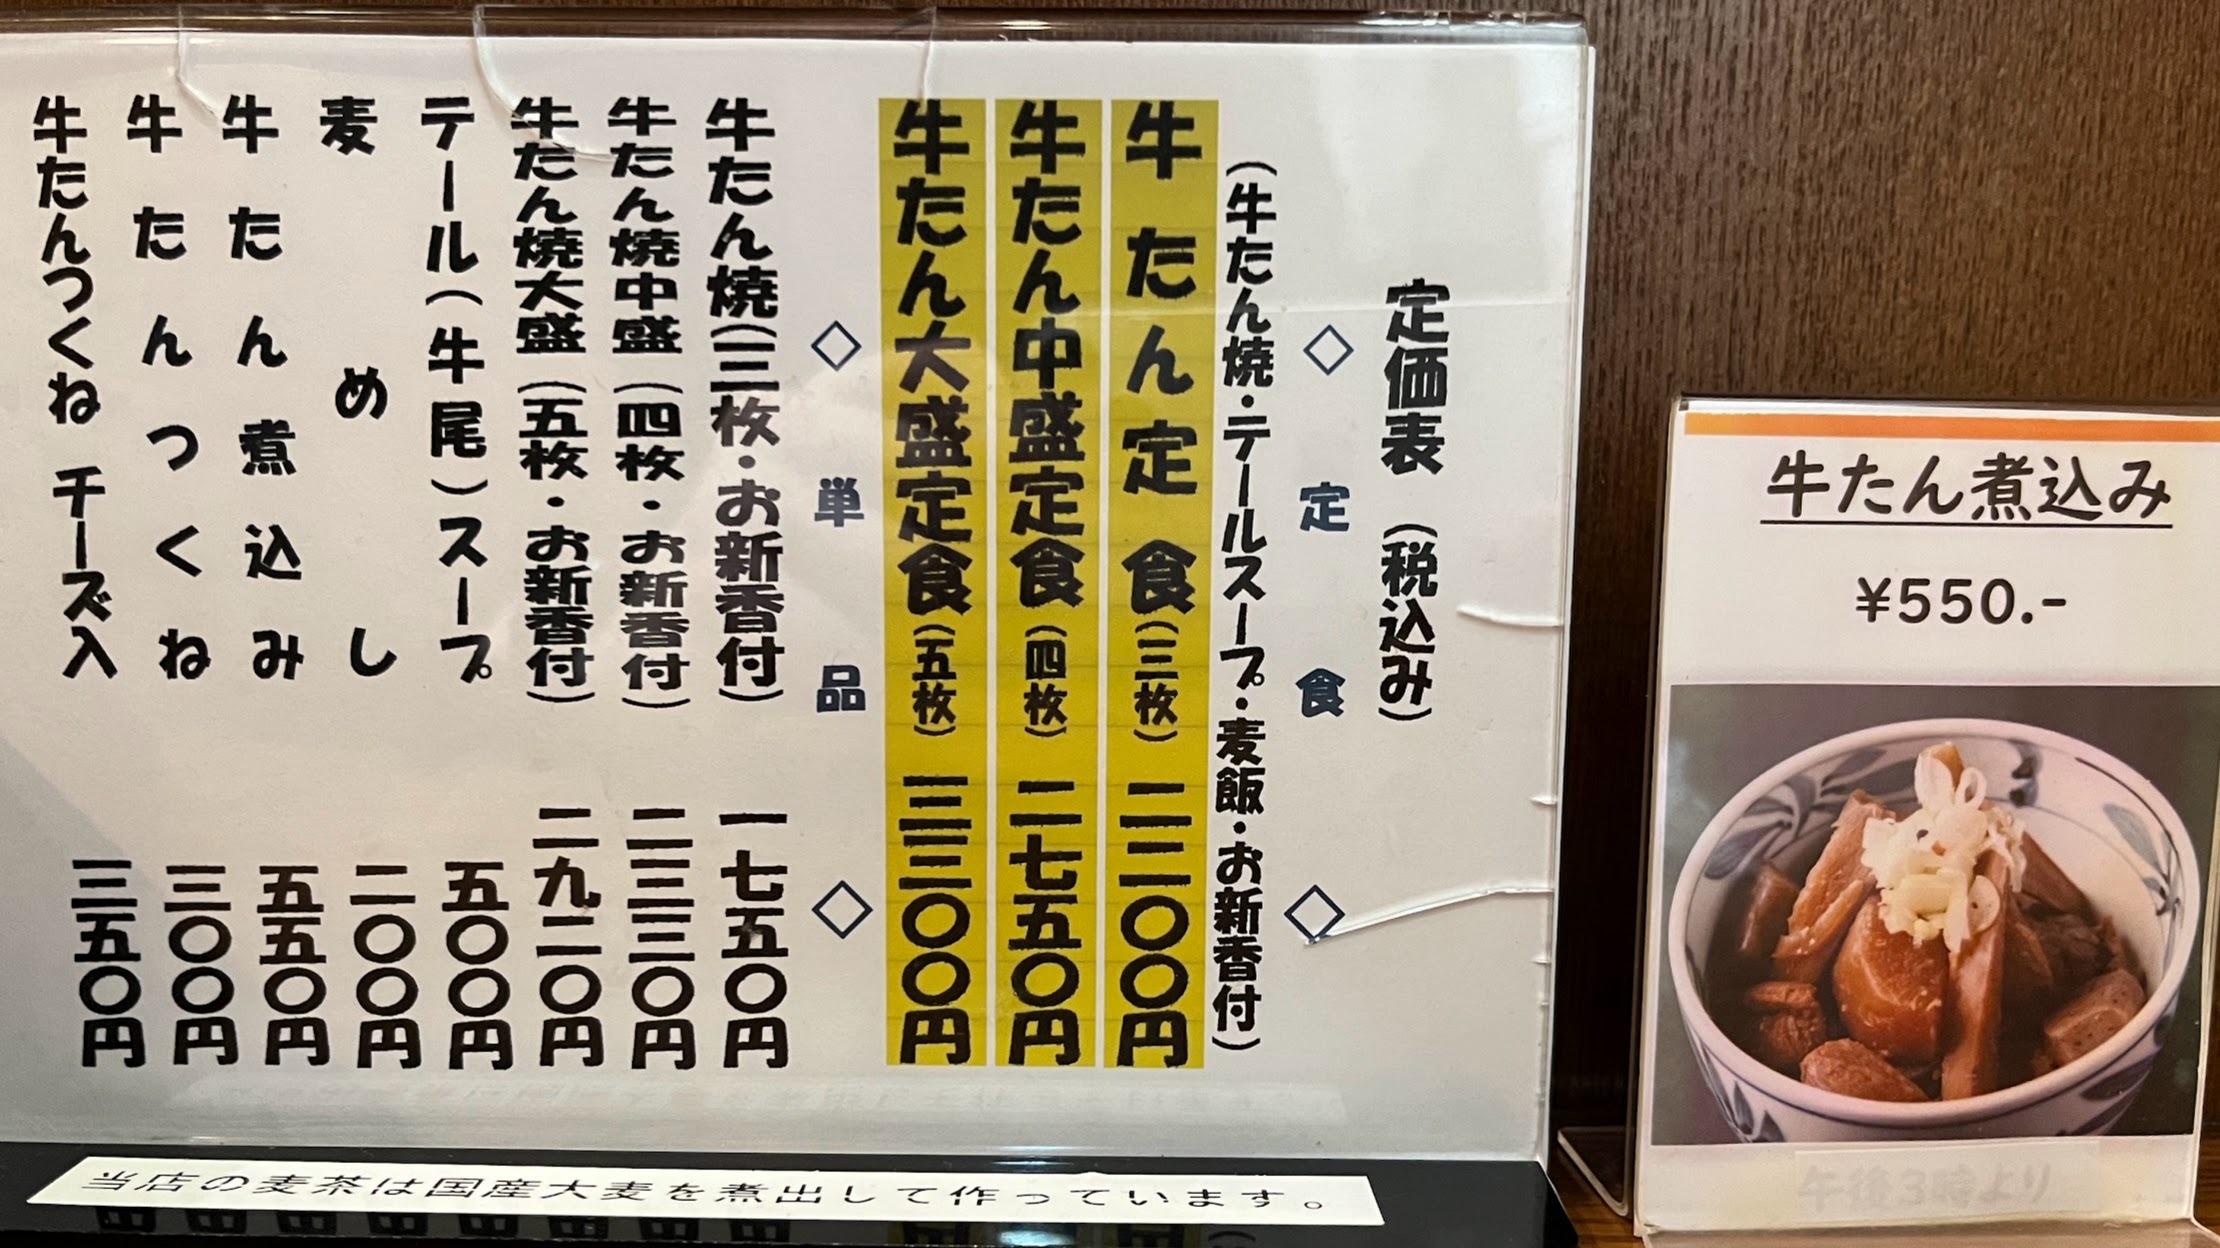 定価表 (税込み)
◇ 定食 ◇
(牛たん焼・テールスープ・麦飯・お新香付)
牛たん定食(三枚) 二二〇〇円
牛たん中盛定食(四枚) 二七五〇円
牛たん大盛定食(五枚) 三三〇〇円
◇ 単品 ◇
牛たん焼(三枚・お新香付) 一七五〇円
牛たん焼中盛(四枚・お新香付) 二三三〇円
牛たん焼大盛(五枚・お新香付) 二九二〇円
テール(牛尾)スープ 五〇〇円
麦めし 二〇〇円
牛たん煮込み 五五〇円
牛たんつくね 三〇〇円
牛たんつくね チーズ入 三五〇円
当店の麦茶は国産大麦を煮出して作っています。
牛たん煮込み
¥550.-
午後3時より